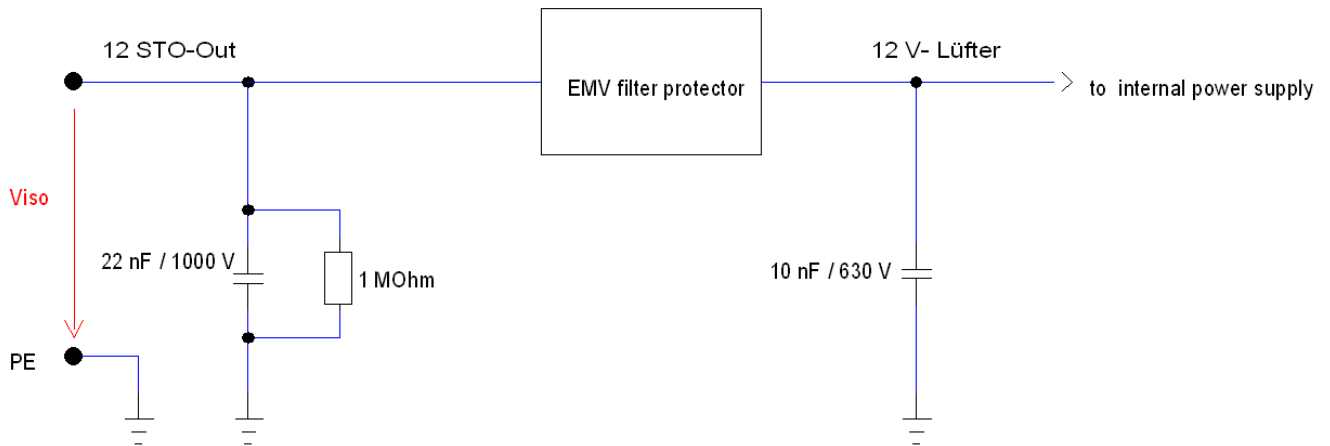 12 STO-Out
EMV filter protector
12 V- Lüfter
to internal power supply
Viso
22 nF / 1000 V
1 MOhm
10 nF / 630 V
PE